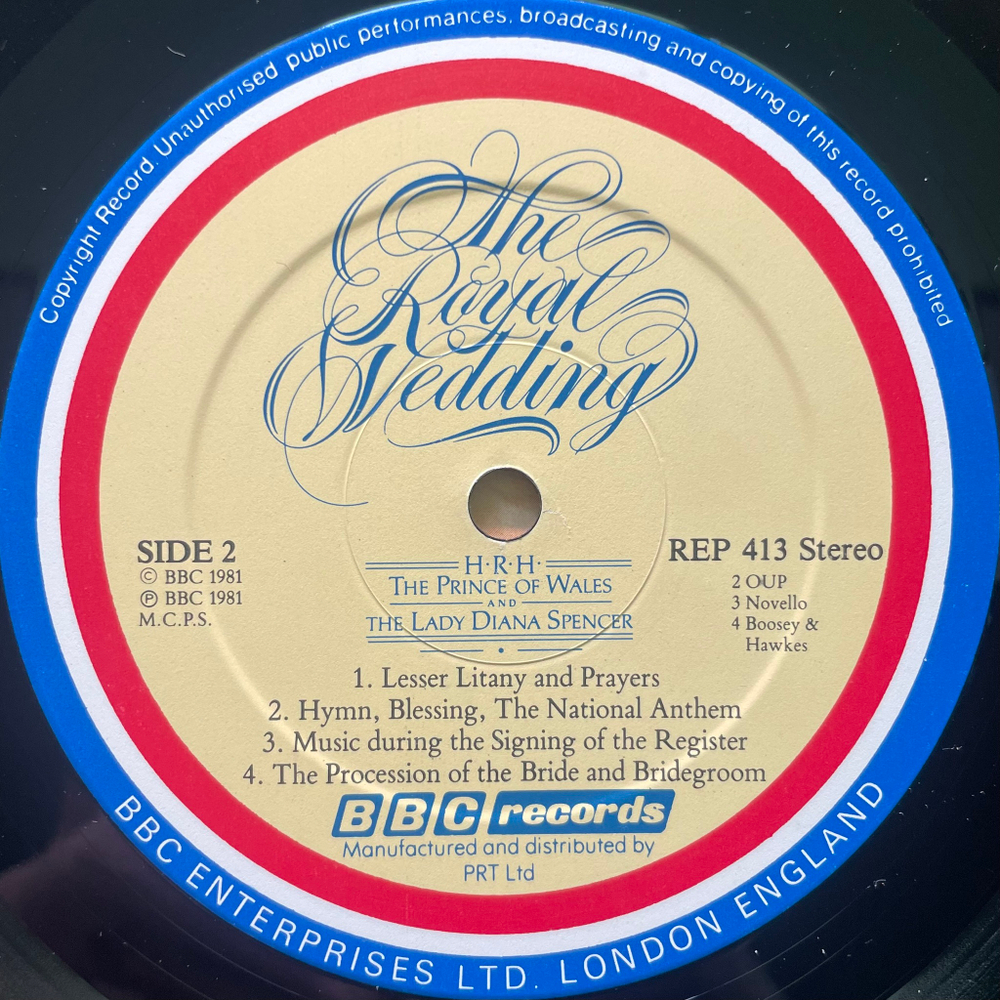 Copyright Record. Unauthorised public performances, broadcasting and copying of this record prohibited
The
Royal
Wedding
SIDE 2
© BBC 1981
℗ BBC 1981
M.C.P.S.
REP 413 Stereo
2 OUP
3 Novello
4 Boosey &
Hawkes
H·R·H·
THE PRINCE OF WALES
AND
THE LADY DIANA SPENCER
1. Lesser Litany and Prayers
2. Hymn, Blessing, The National Anthem
3. Music during the Signing of the Register
4. The Procession of the Bride and Bridegroom
BBC records
Manufactured and distributed by
PRT Ltd
BBC ENTERPRISES LTD. LONDON ENGLAND